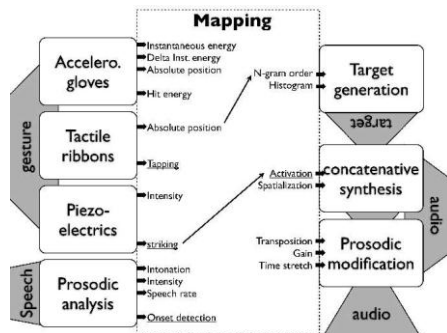 Mapping
gesture
Accelero.
gloves
Instantaneous energy
Delta Inst. energy
Absolute position
Hit energy
Tactile
ribbons
Absolute position
Tapping
Piezo-
electrics
Intensity
striking
Speech
Prosodic
analysis
Intonation
Intensity
Speech rate
Onset detection
N-gram order
Histogram
Target
generation
target
Activation
Spatialization
concatenative
synthesis
audio
Transposition
Gain
Time stretch
Prosodic
modification
audio